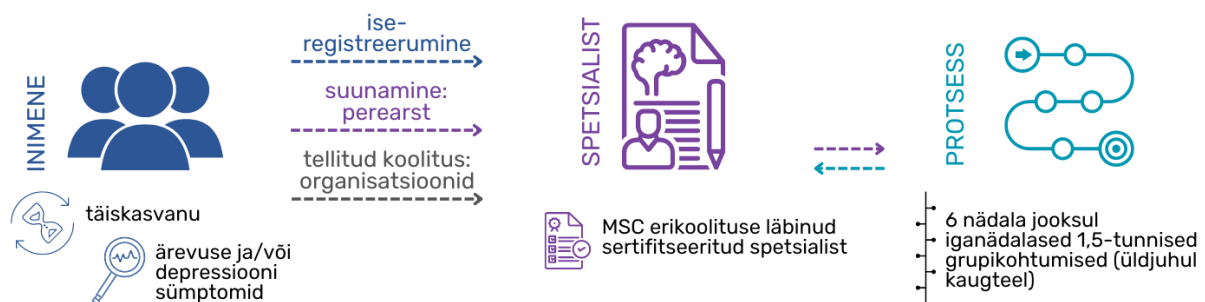 INIMENE
ise-
registreerumine
suunamine:
perearst
tellitud koolitus:
organisatsioonid
täiskasvanu
ärevuse ja/või
depressiooni
sümptomid
SPETSIALIST
MSC erikoolituse läbinud
sertifitseeritud spetsialist
PROTSESS
6 nädala jooksul
iganädalased 1,5-tunnised
grupikohtumised (üldjuhul
kaugteel)